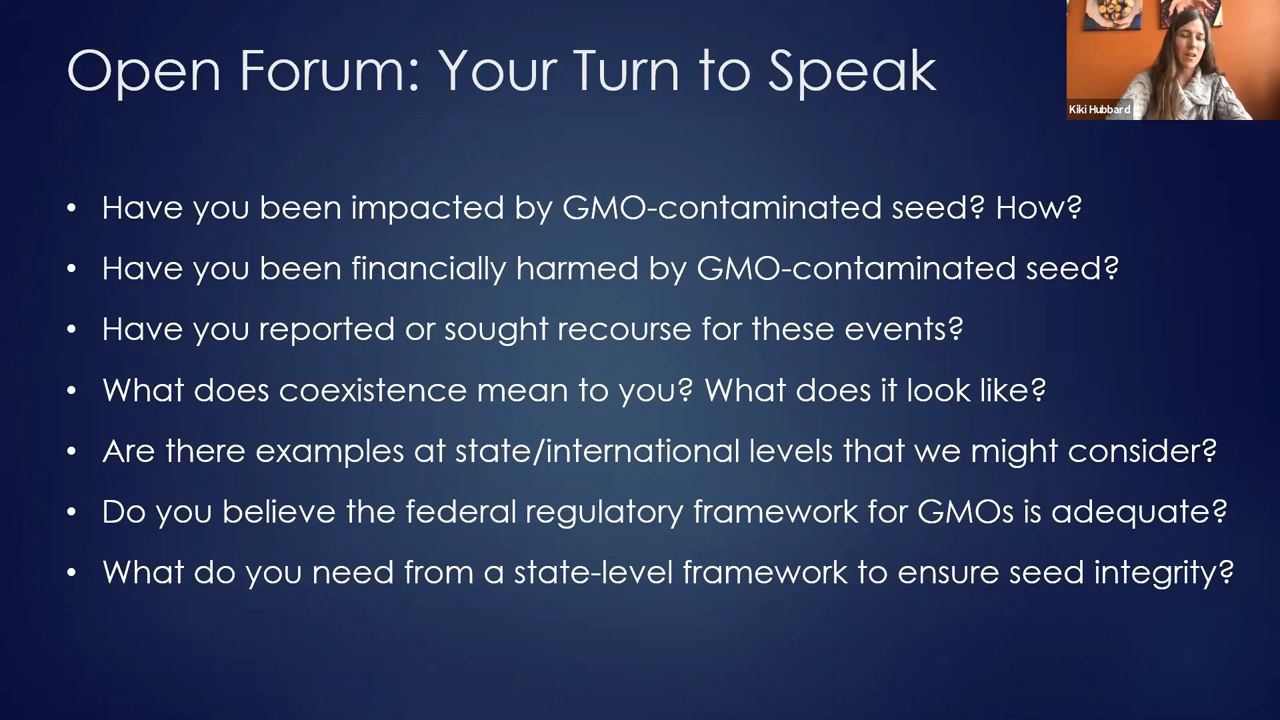 Open Forum: Your Turn to Speak
Kiki Hubbard
• Have you been impacted by GMO-contaminated seed? How?
• Have you been financially harmed by GMO-contaminated seed?
• Have you reported or sought recourse for these events?
• What does coexistence mean to you? What does it look like?
• Are there examples at state/international levels that we might consider?
• Do you believe the federal regulatory framework for GMOs is adequate?
• What do you need from a state-level framework to ensure seed integrity?